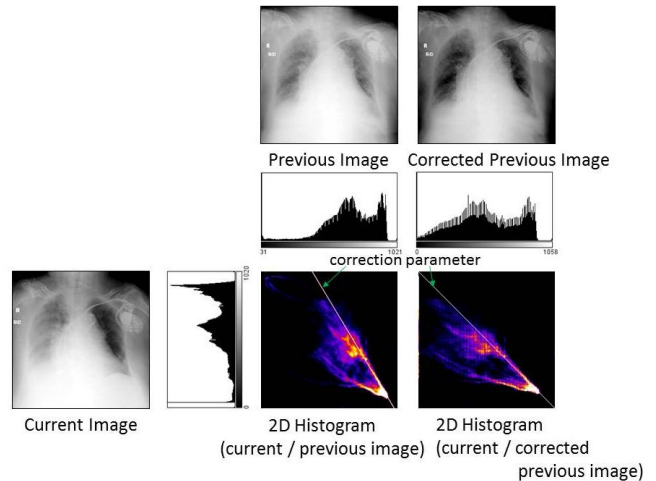 R
R
Previous Image
Corrected Previous Image
31
1021
0
1058
correction parameter
1020
0
R
Current Image
2D Histogram
(current / previous image)
2D Histogram
(current / corrected
previous image)